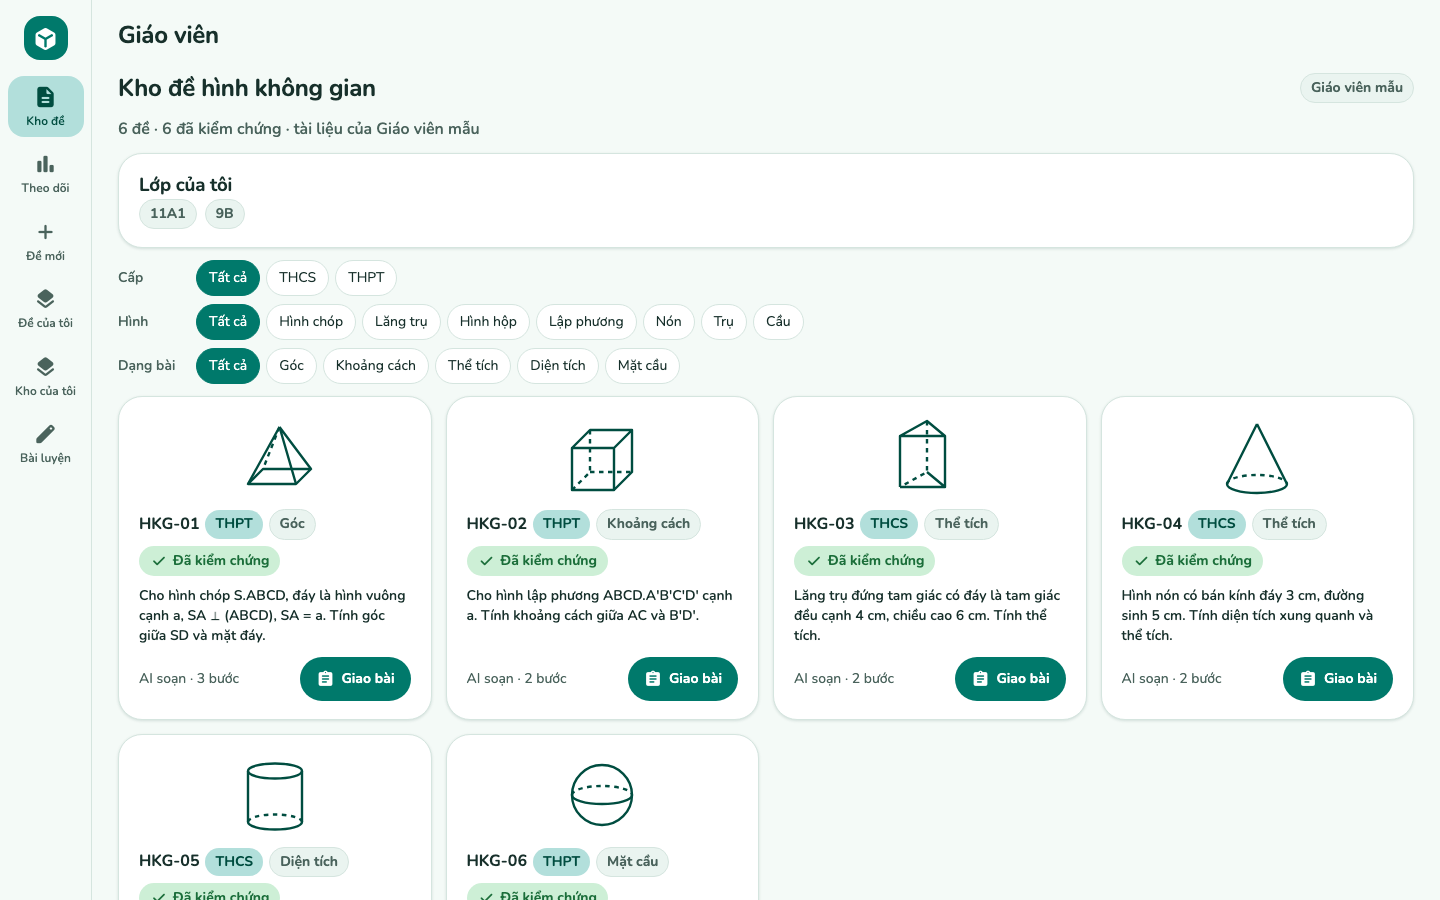 Giáo viên
Kho đề
Theo dõi
Đề mới
Đề của tôi
Kho của tôi
Bài luyện
Kho đề hình không gian
Giáo viên mẫu
6 đề · 6 đã kiểm chứng · tài liệu của Giáo viên mẫu
Lớp của tôi
11A1 9B
Cấp Tất cả THCS THPT
Hình Tất cả Hình chóp Lăng trụ Hình hộp Lập phương Nón Trụ Cầu
Dạng bài Tất cả Góc Khoảng cách Thể tích Diện tích Mặt cầu
HKG-01 THPT Góc
Đã kiểm chứng
Cho hình chóp S.ABCD, đáy là hình vuông
cạnh a, SA ⊥ (ABCD), SA = a. Tính góc
giữa SD và mặt đáy.
AI soạn · 3 bước Giao bài
HKG-02 THPT Khoảng cách
Đã kiểm chứng
Cho hình lập phương ABCD.A'B'C'D' cạnh
a. Tính khoảng cách giữa AC và B'D'.
AI soạn · 2 bước Giao bài
HKG-03 THCS Thể tích
Đã kiểm chứng
Lăng trụ đứng tam giác có đáy là tam giác
đều cạnh 4 cm, chiều cao 6 cm. Tính thể
tích.
AI soạn · 2 bước Giao bài
HKG-04 THCS Thể tích
Đã kiểm chứng
Hình nón có bán kính đáy 3 cm, đường
sinh 5 cm. Tính diện tích xung quanh và
thể tích.
AI soạn · 2 bước Giao bài
HKG-05 THCS Diện tích
Đã kiểm chứng
HKG-06 THPT Mặt cầu
Đã kiểm chứng